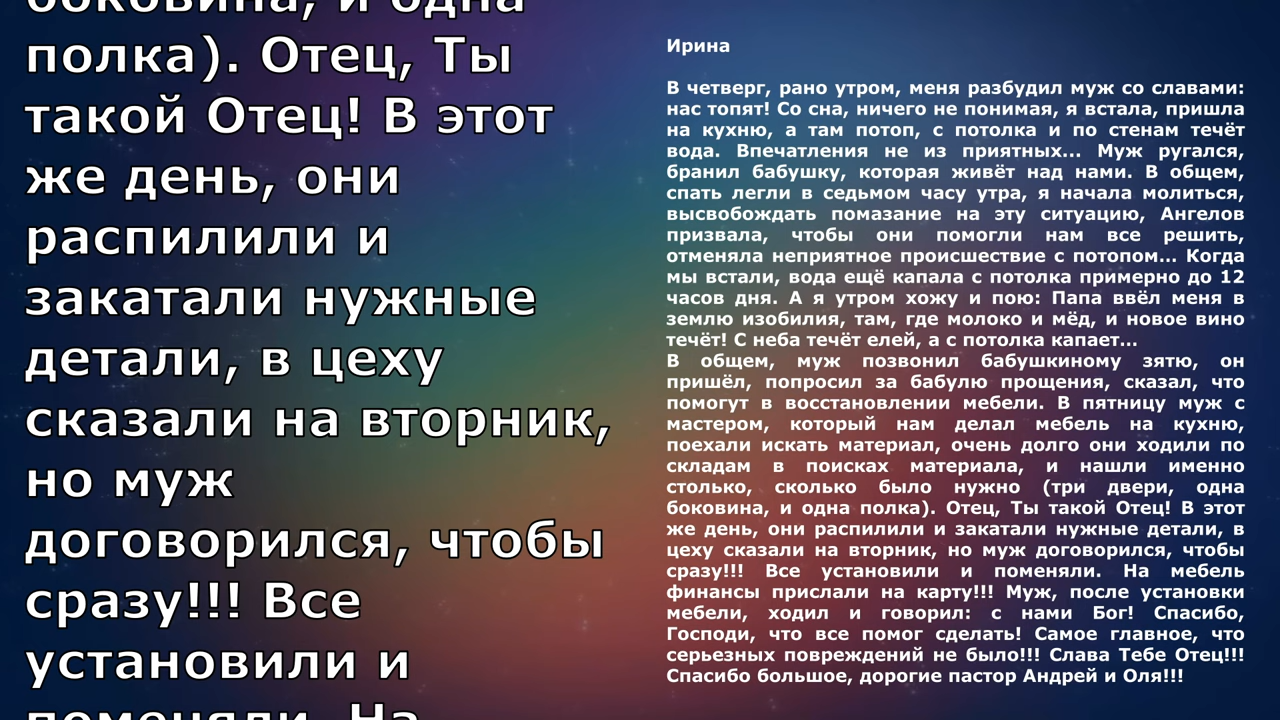 боковина, и одна
полка). Отец, Ты
такой Отец! В этот
же день, они
распилили и
закатали нужные
детали, в цеху
сказали на вторник,
но муж
договорился, чтобы
сразу!!! Все
установили и
поменяли. На
Ирина
В четверг, рано утром, меня разбудил муж со словами:
нас топят! Со сна, ничего не понимая, я встала, пришла
на кухню, а там потоп, с потолка и по стенам течёт
вода. Впечатления не из приятных... Муж ругался,
бранил бабушку, которая живёт над нами. В общем,
спать легли в седьмом часу утра, я начала молиться,
высвобождать помазание на эту ситуацию, Ангелов
призвала, чтобы они помогли нам все решить,
отменяла неприятное происшествие с потопом... Когда
мы встали, вода ещё капала с потолка примерно до 12
часов дня. А я утром хожу и пою: Папа ввёл меня в
землю изобилия, там, где молоко и мёд, и новое вино
течёт! С неба течёт елей, а с потолка капает...
В общем, муж позвонил бабушкиному зятю, он
пришёл, попросил за бабулю прощения, сказал, что
помогут в восстановлении мебели. В пятницу муж с
мастером, который нам делал мебель на кухню,
поехали искать материал, очень долго они ходили по
складам в поисках материала, и нашли именно
столько, сколько было нужно (три двери, одна
боковина, и одна полка). Отец, Ты такой Отец! В этот
же день, они распилили и закатали нужные детали, в
цеху сказали на вторник, но муж договорился, чтобы
сразу!!! Все установили и поменяли. На мебель
финансы прислали на карту!!! Муж, после установки
мебели, ходил и говорил: с нами Бог! Спасибо,
Господи, что все помог сделать! Самое главное, что
серьезных повреждений не было!!! Слава Тебе Отец!!!
Спасибо большое, дорогие пастор Андрей и Оля!!!